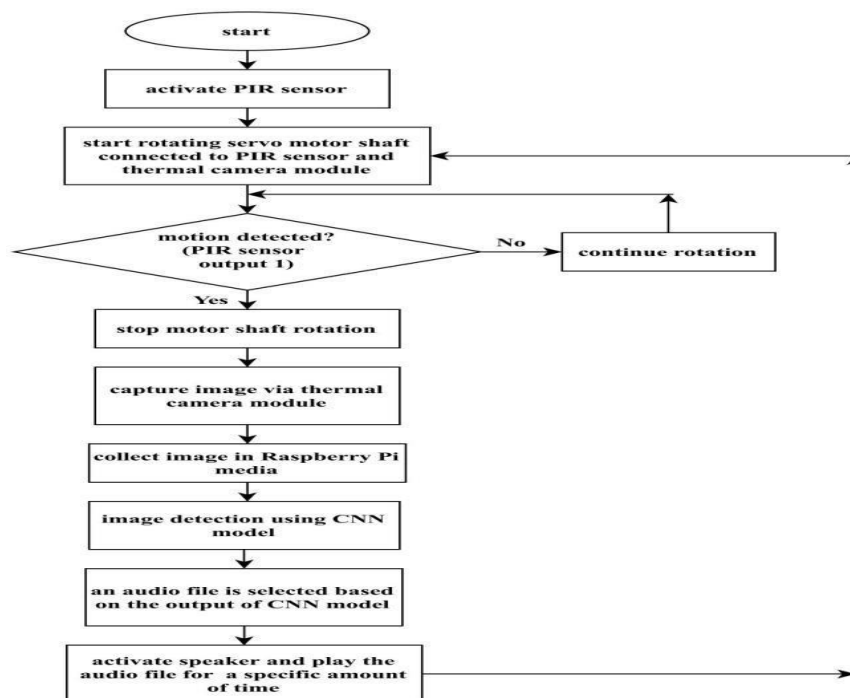 start
activate PIR sensor
start rotating servo motor shaft
connected to PIR sensor and
thermal camera module
motion detected?
(PIR sensor
output 1)
No
continue rotation
Yes
stop motor shaft rotation
capture image via thermal
camera module
collect image in Raspberry Pi
media
image detection using CNN
model
an audio file is selected based
on the output of CNN model
activate speaker and play the
audio file for a specific amount
of time